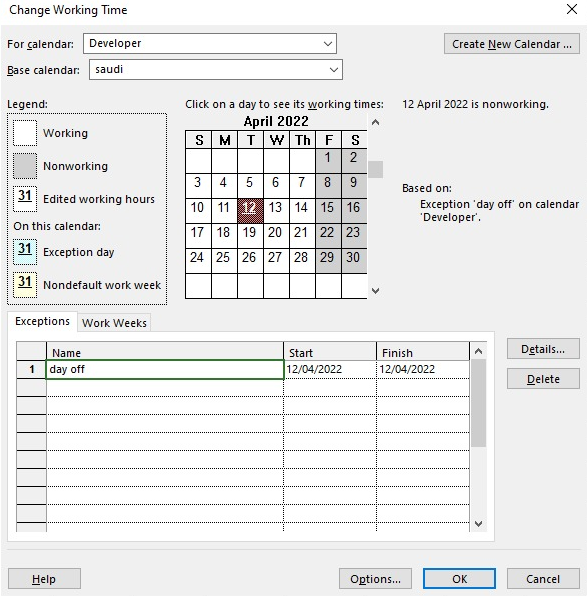 Change Working Time
For calendar: Developer
Create New Calendar ...
Base calendar: saudi
Legend:
Working
Nonworking
31 Edited working hours
On this calendar:
31 Exception day
31 Nondefault work week
Click on a day to see its working times:
April 2022
S M T W Th F S
1 2
3 4 5 6 7 8 9
10 11 12 13 14 15 16
17 18 19 20 21 22 23
24 25 26 27 28 29 30
12 April 2022 is nonworking.
Based on:
Exception 'day off' on calendar
'Developer'.
Exceptions Work Weeks
Name Start Finish
1 day off 12/04/2022 12/04/2022
Details...
Delete
Help
Options...
OK
Cancel